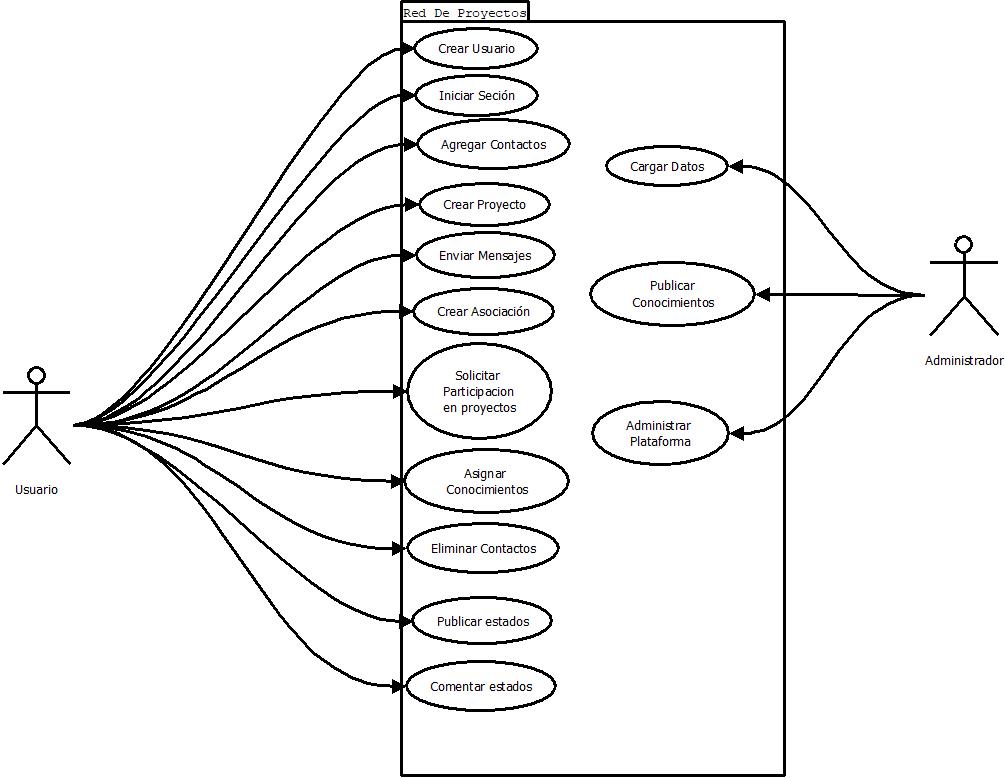 Red De Proyectos
Crear Usuario
Iniciar Seción
Agregar Contactos
Crear Proyecto
Enviar Mensajes
Crear Asociación
Solicitar
Participacion
en proyectos
Asignar
Conocimientos
Eliminar Contactos
Publicar estados
Comentar estados
Usuario
Cargar Datos
Publicar
Conocimientos
Administrar
Plataforma
Administrador